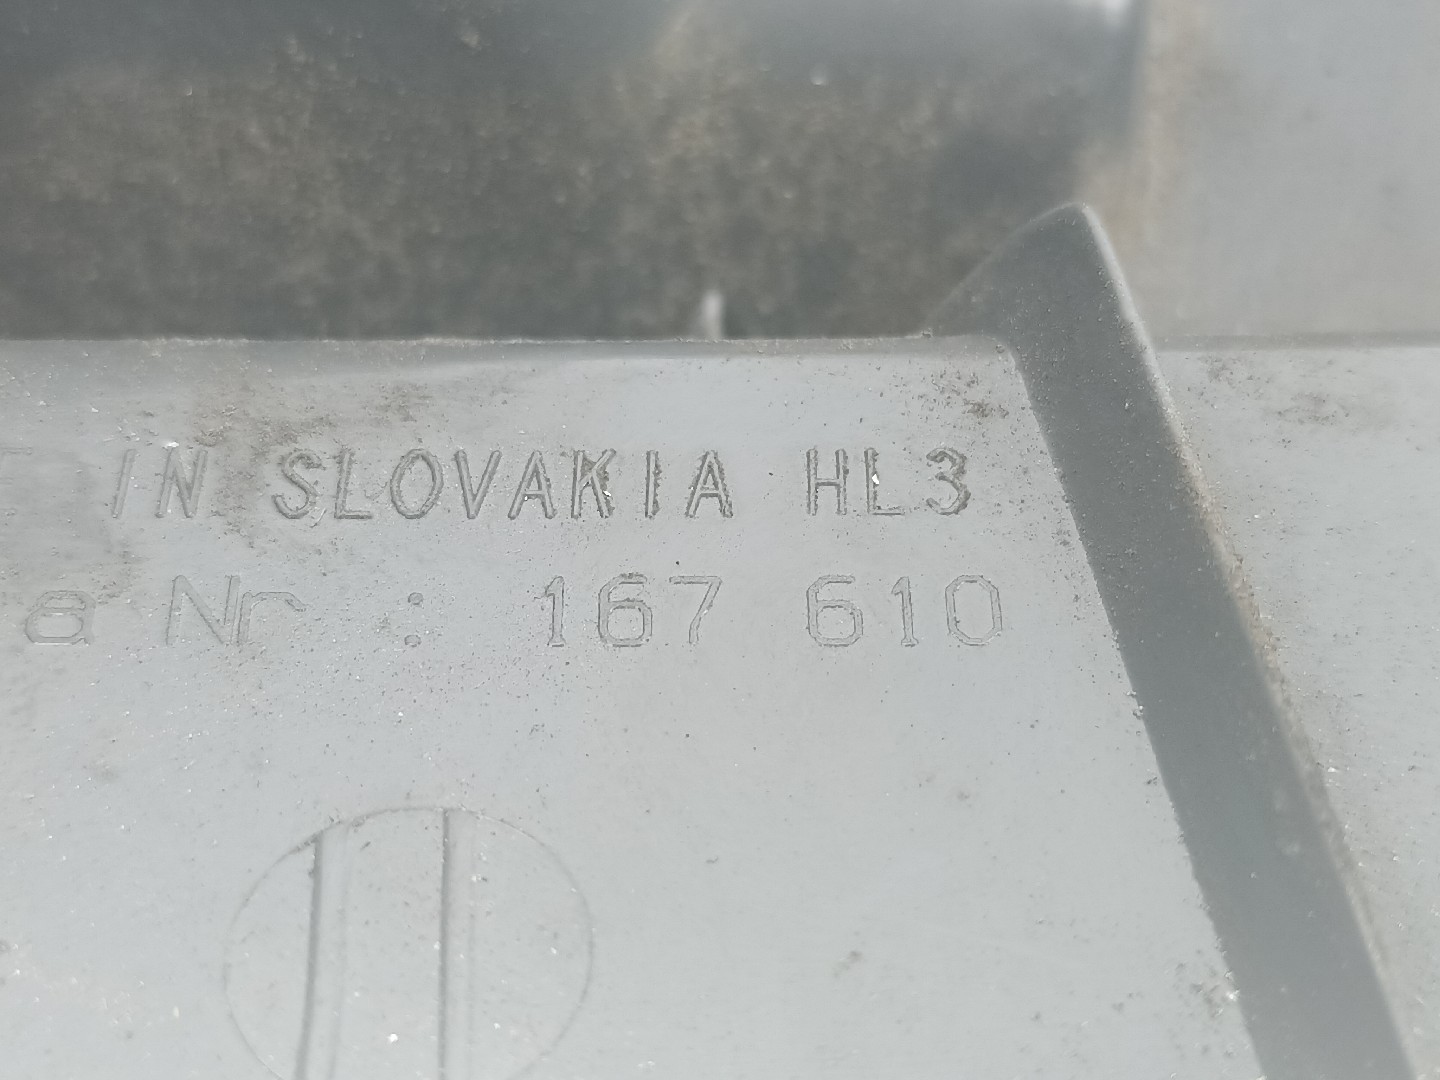 IN SLOVAKIA HL3
a Nr : 167 610